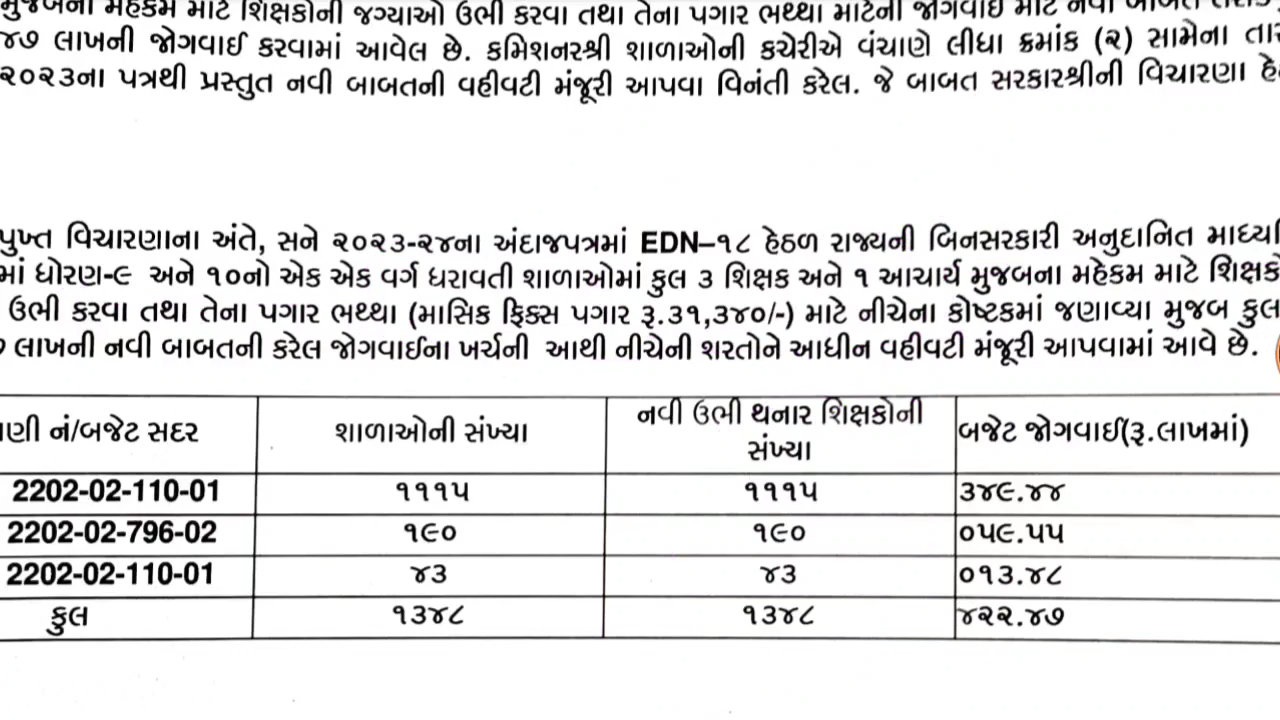 મહેકમ માટે શિક્ષકોની જગ્યાઓ ઉભી કરવા તથા તેના પગાર ભથ્થા માટેની જોગવાઇ માટે
૪૭ લાખની જોગવાઈ કરવામાં આવેલ છે. કમિશનરશ્રી શાળાઓની કચેરીએ વંચાણે લીધા ક્રમાંક (૨) સામેના
૨૦૨૩ના પત્રથી પ્રસ્તુત નવી બાબતની વહીવટી મંજૂરી આપવા વિનંતી કરેલ. જે બાબત સરકારશ્રીની વિચારણા
પુખ્ત વિચારણાના અંતે, સને ૨૦૨૩-૨૪ના અંદાજપત્રમાં EDN–૧૮ હેઠળ રાજ્યની બિનસરકારી અનુદાનિત
માં ધોરણ-૯ અને ૧૦નો એક એક વર્ગ ધરાવતી શાળાઓમાં કુલ ૩ શિક્ષક અને ૧ આચાર્ય મુજબના મહેકમ માટે
ઉભી કરવા તથા તેના પગાર ભથ્થા (માસિક ફિક્સ પગાર રૂ.૩૧,૩૪૦/-) માટે નીચેના કોષ્ટકમાં જણાવ્યા મુજબ કુલ
લાખની નવી બાબતની કરેલ જોગવાઈના ખર્ચની આથી નીચેની શરતોને આધીન વહીવટી મંજૂરી આપવામાં આવે છે.
નં/બજેટ સદર શાળાઓની સંખ્યા નવી ઉભી થનાર શિક્ષકોની સંખ્યા બજેટ જોગવાઈ(રૂ.લાખમાં)
2202-02-110-01 ૧૧૧૫ ૧૧૧૫ ૩૪૯.૪૪
2202-02-796-02 ૧૯૦ ૧૯૦ ૦૫૯.૫૫
2202-02-110-01 ૪૩ ૪૩ ૦૧૩.૪૮
કુલ ૧૩૪૮ ૧૩૪૮ ૪૨૨.૪૭